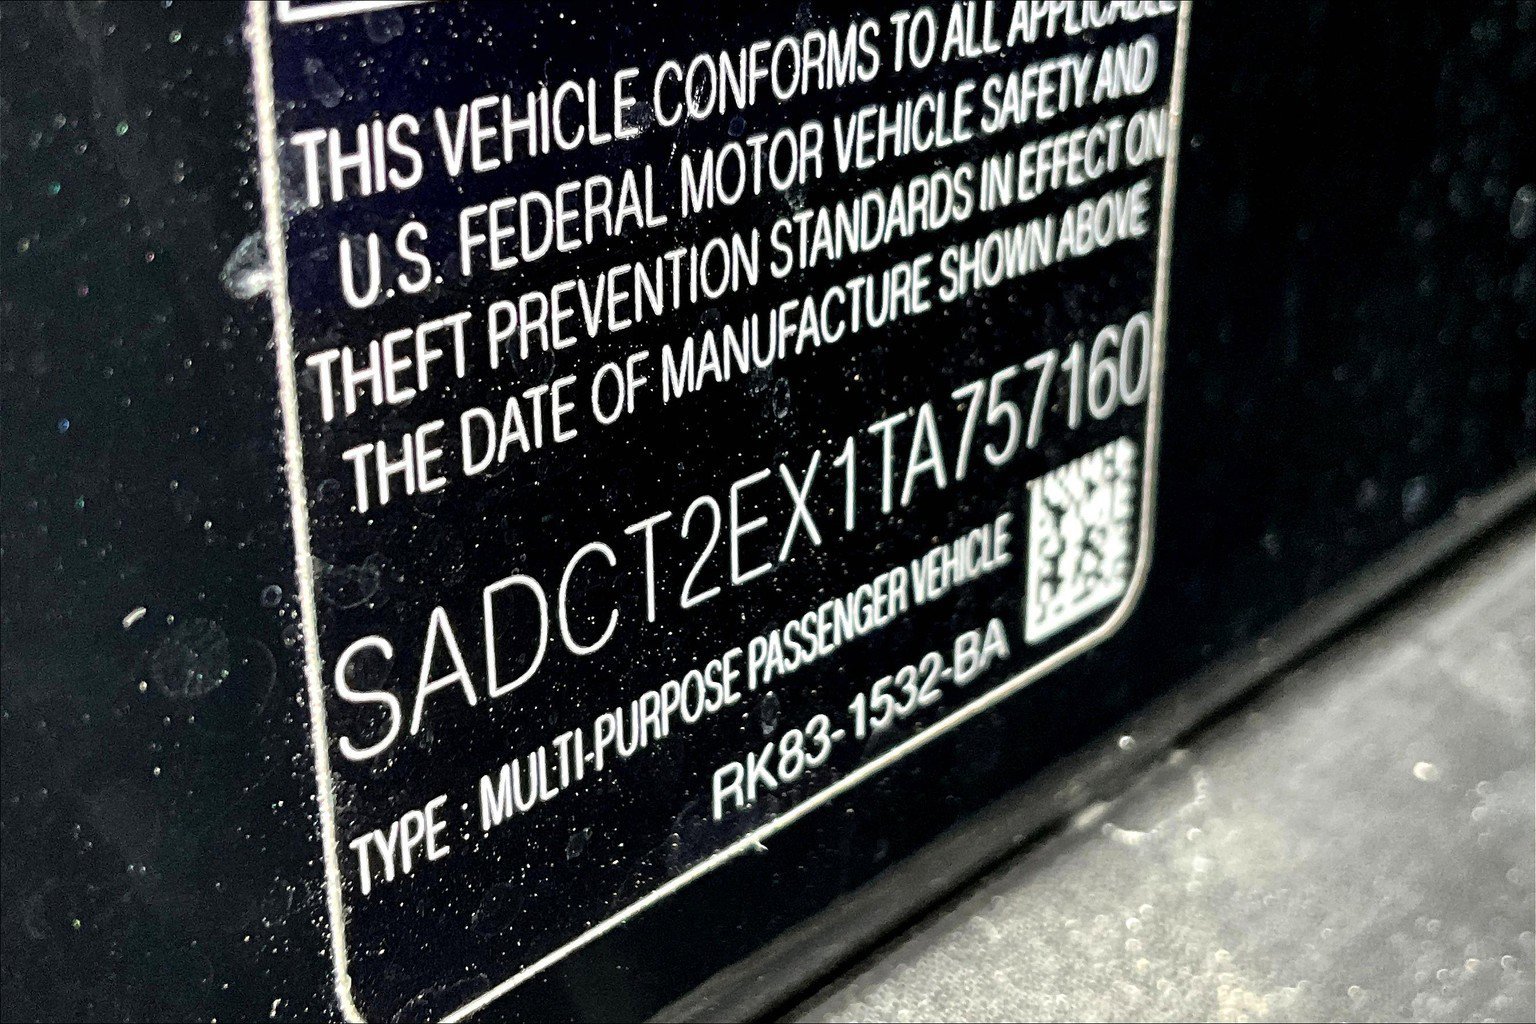 THIS VEHICLE CONFORMS TO ALL APPLICABLE
U.S. FEDERAL MOTOR VEHICLE SAFETY AND
THEFT PREVENTION STANDARDS IN EFFECT ON
THE DATE OF MANUFACTURE SHOWN ABOVE
SADCT2EX1TA757160
TYPE : MULTI-PURPOSE PASSENGER VEHICLE
RK83-1532-BA